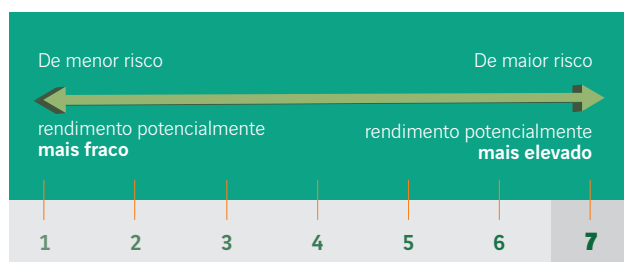 De menor risco
De maior risco
rendimento potencialmente
mais fraco
rendimento potencialmente
mais elevado
1 2 3 4 5 6 7